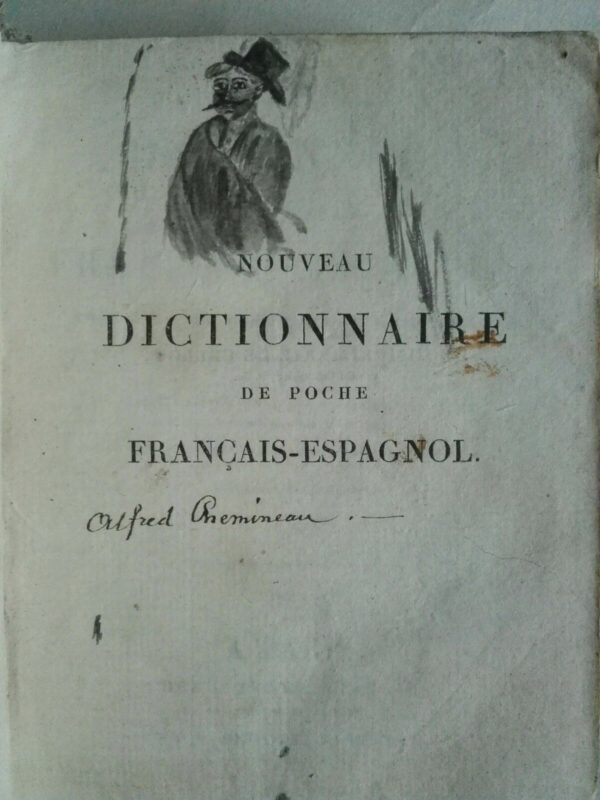 NOUVEAU
DICTIONNAIRE
DE POCHE
FRANÇAIS-ESPAGNOL.
Alfred Chemineau . —